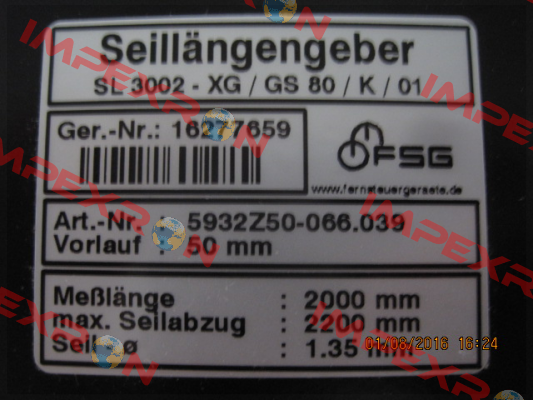 Seillängengeber
SL 3002 - XG / GS 80 / K / 01
Ger.-Nr.: 16277659
FSG
www.fernsteuergeraete.de
Art.-Nr. : 5932Z50-066.039
Vorlauf : 50 mm
Meßlänge : 2000 mm
max. Seilabzug : 2200 mm
Seil-ø : 1.35 mm
01/08/2016 16:24
IMPEXRON